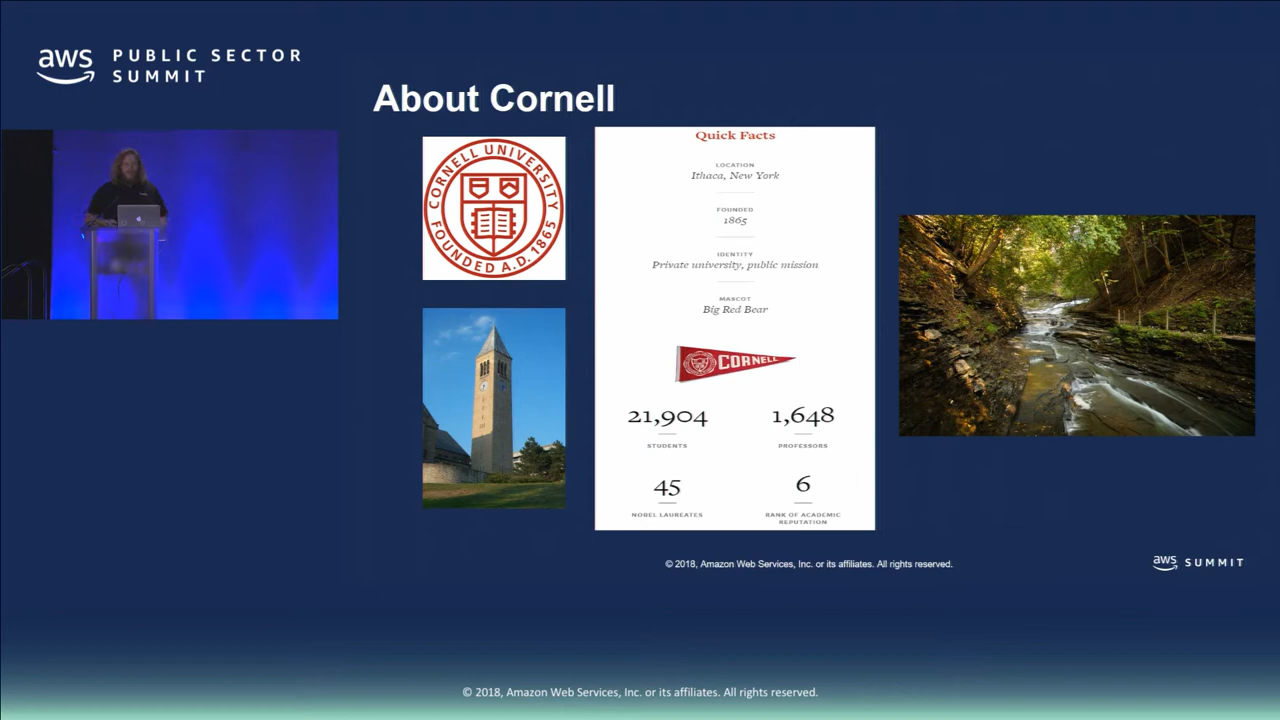 aws PUBLIC SECTOR
SUMMIT
About Cornell
CORNELL UNIVERSITY
FOUNDED A.D. 1865
Quick Facts
LOCATION
Ithaca, New York
FOUNDED
1865
IDENTITY
Private university, public mission
MASCOT
Big Red Bear
CORNELL
21,904
STUDENTS
1,648
PROFESSORS
45
NOBEL LAUREATES
6
RANK OF ACADEMIC
REPUTATION
© 2018, Amazon Web Services, Inc. or its affiliates. All rights reserved.
aws SUMMIT
© 2018, Amazon Web Services, Inc. or its affiliates. All rights reserved.